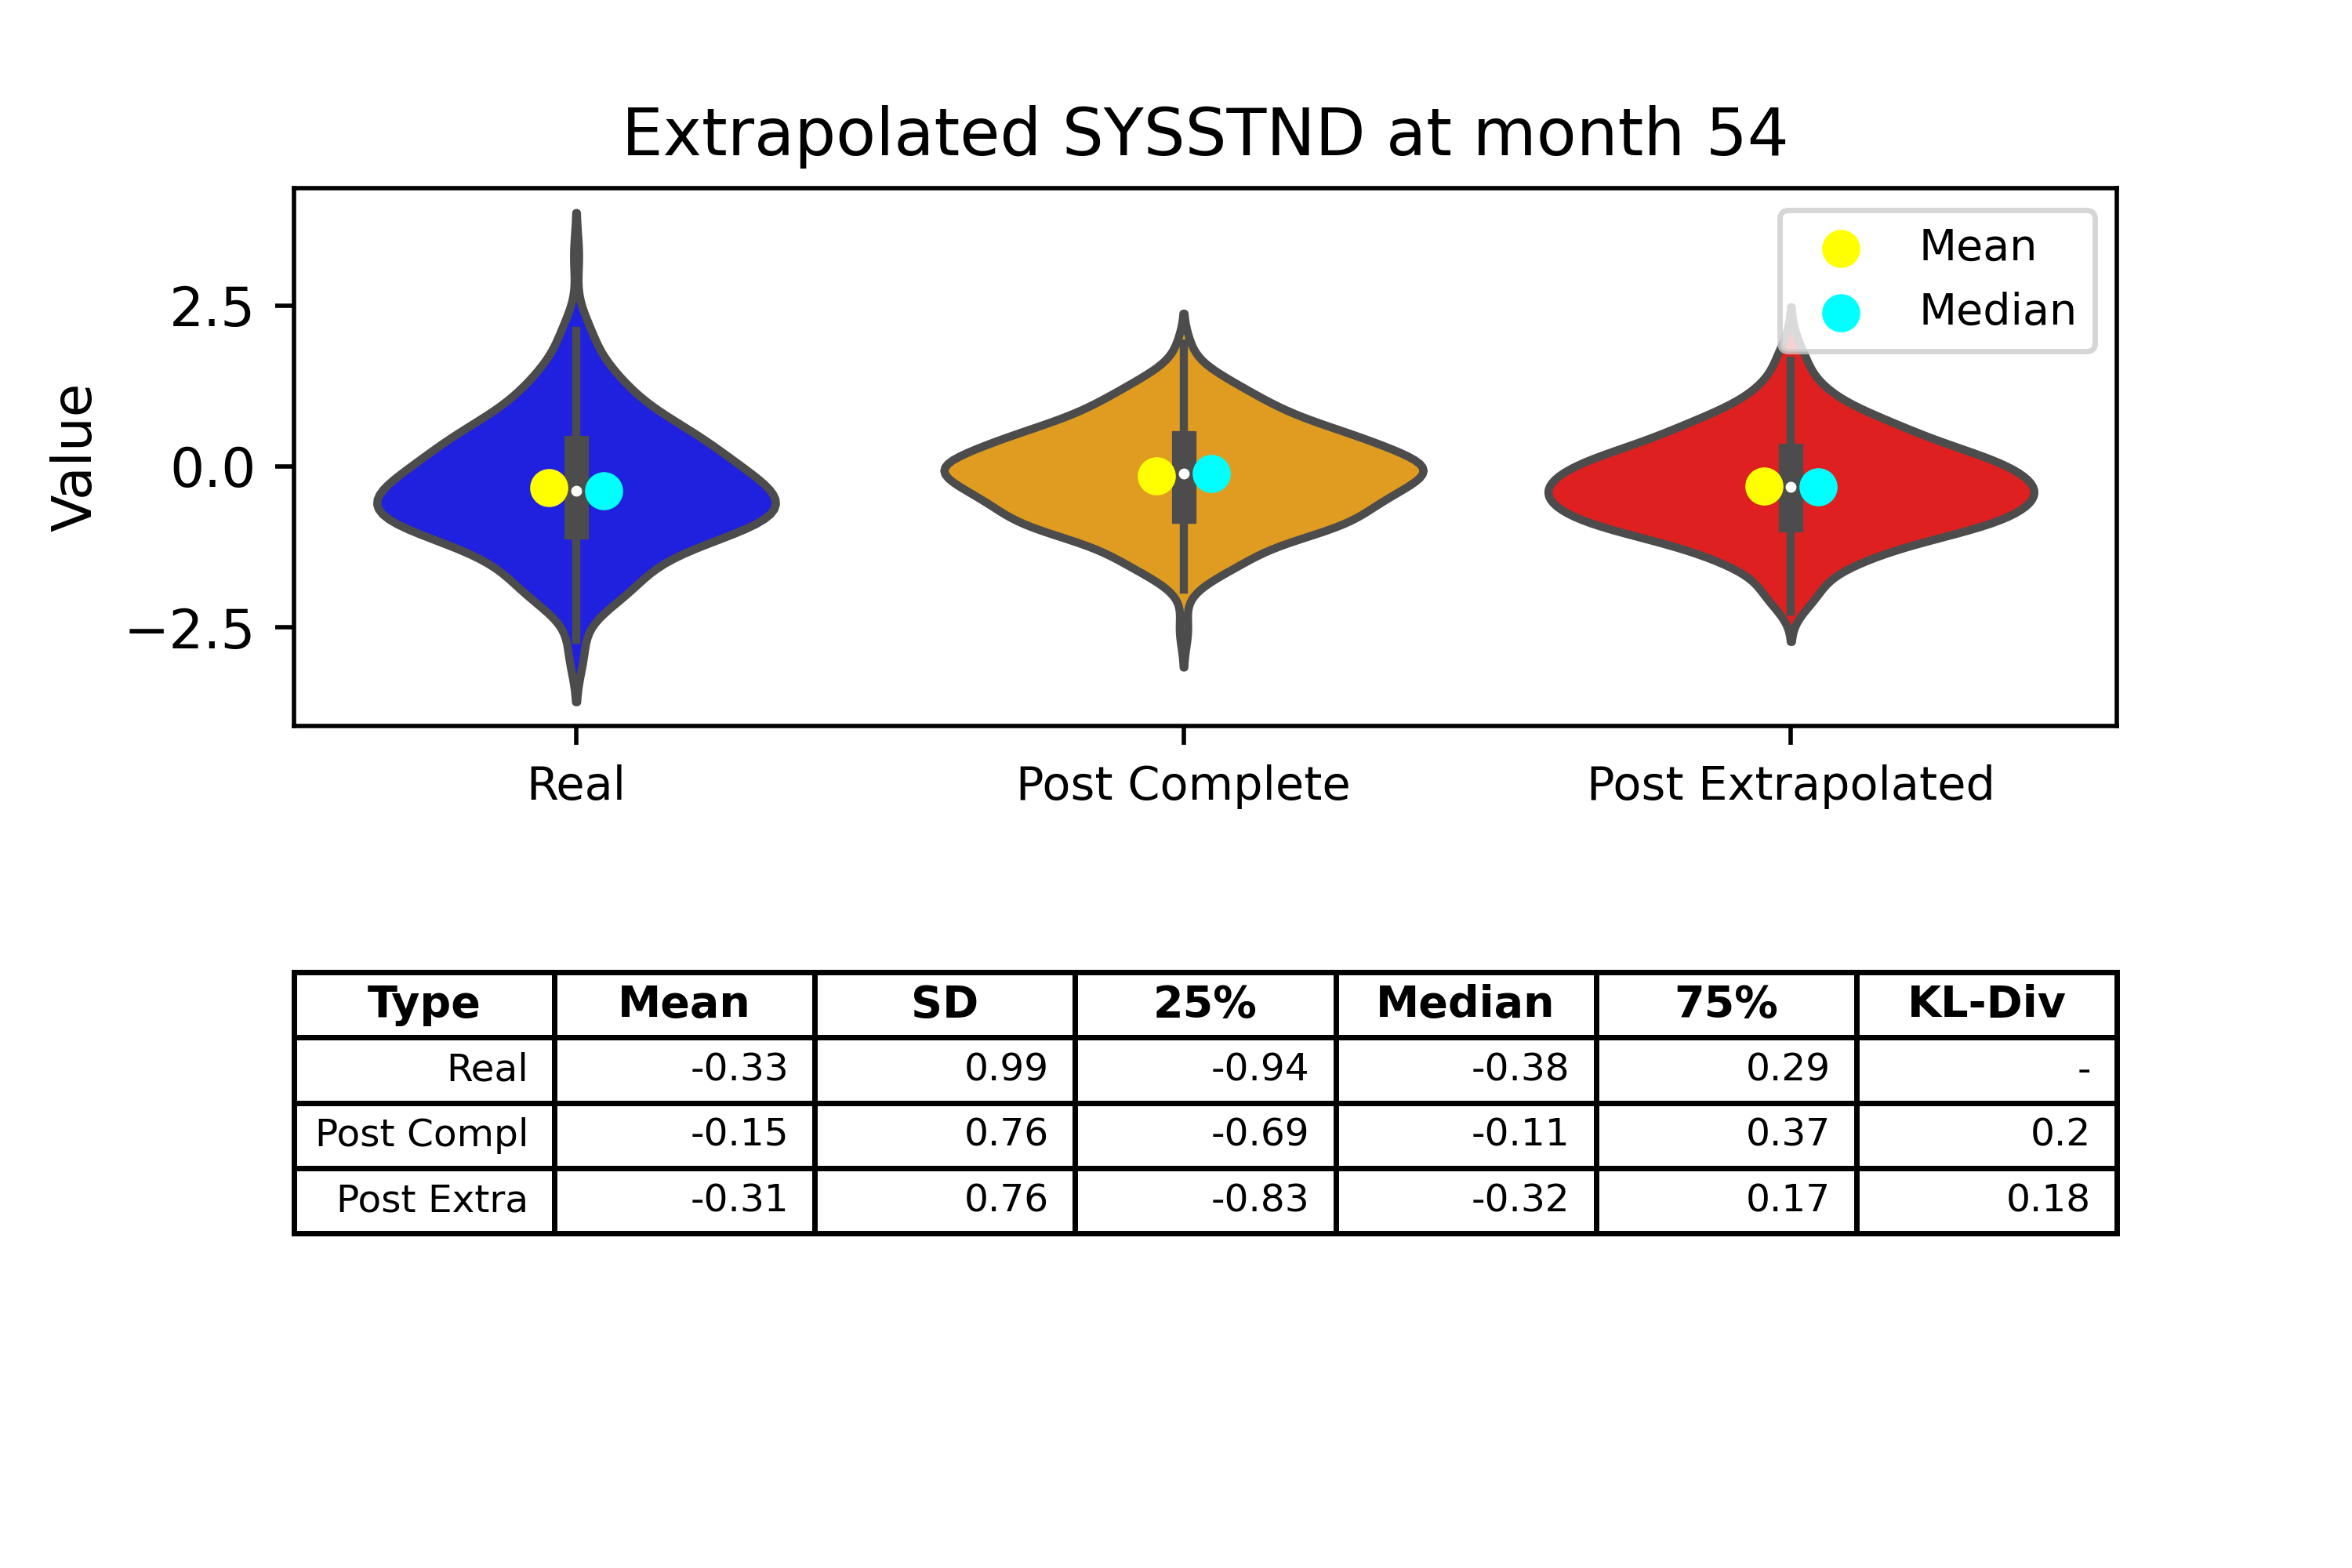 Extrapolated SYSSTND at month 54
Mean
Median
Value
2.5
0.0
−2.5
Real Post Complete Post Extrapolated
Type Mean SD 25% Median 75% KL-Div
Real -0.33 0.99 -0.94 -0.38 0.29 -
Post Compl -0.15 0.76 -0.69 -0.11 0.37 0.2
Post Extra -0.31 0.76 -0.83 -0.32 0.17 0.18